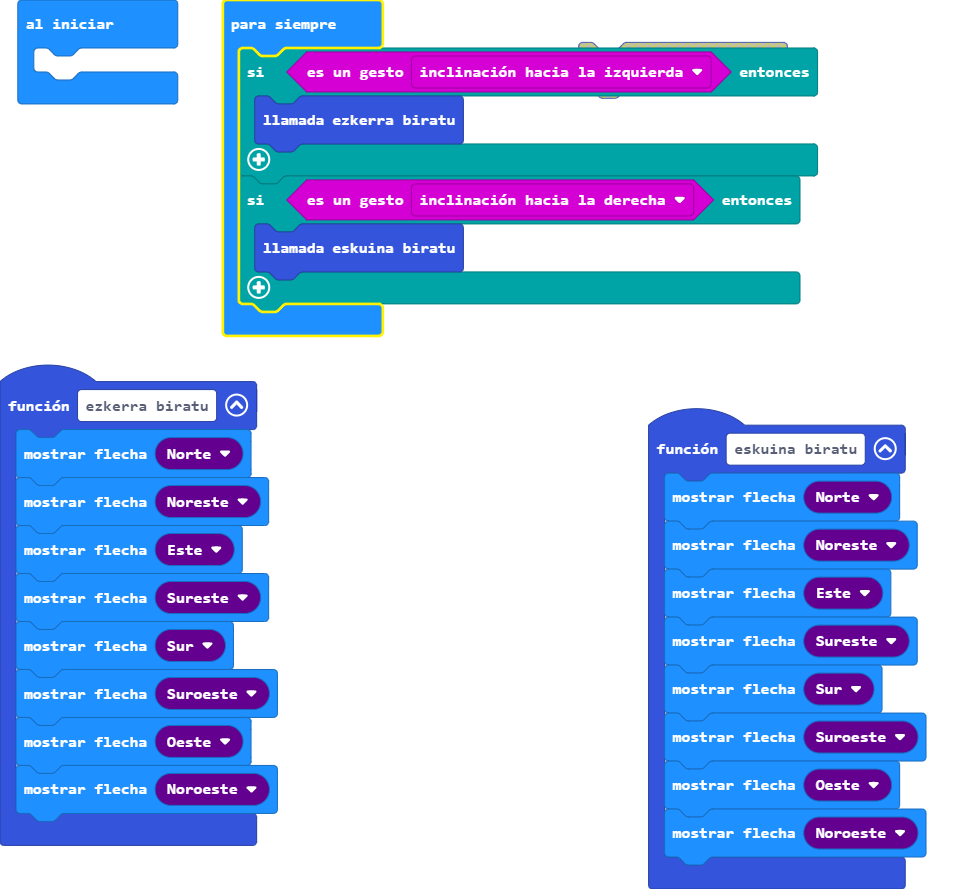 al iniciar
para siempre
si es un gesto inclinación hacia la izquierda entonces
llamada ezkerra biratu
si es un gesto inclinación hacia la derecha entonces
llamada eskuina biratu
función ezkerra biratu
mostrar flecha Norte
mostrar flecha Noreste
mostrar flecha Este
mostrar flecha Sureste
mostrar flecha Sur
mostrar flecha Suroeste
mostrar flecha Oeste
mostrar flecha Noroeste
función eskuina biratu
mostrar flecha Norte
mostrar flecha Noreste
mostrar flecha Este
mostrar flecha Sureste
mostrar flecha Sur
mostrar flecha Suroeste
mostrar flecha Oeste
mostrar flecha Noroeste